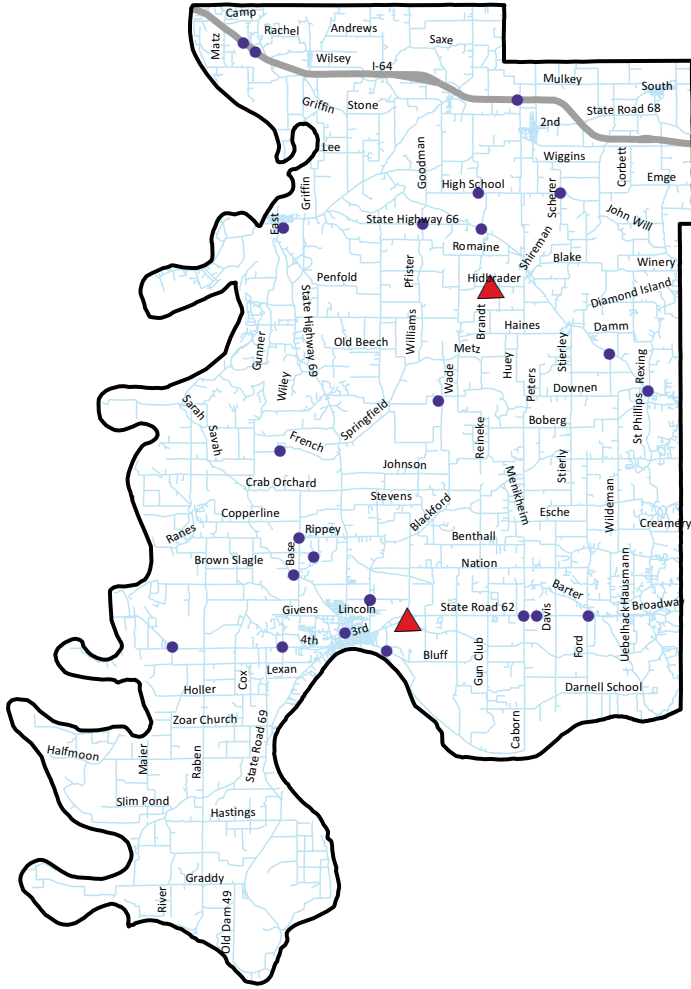 Camp
Rachel
Andrews
Matz
Saxe
Wilsey
I-64
Mulkey
South
Griffin
Stone
State Road 68
2nd
Lee
Goodman
Wiggins
Corbett
Emge
High School
Griffin
Scherer
East
State Highway 66
John Will
Romaine
Shireman
Blake
Winery
Penfold
Pfister
Diamond Island
State Highway 69
Brandt
Haines
Damm
Gunner
Old Beech
Williams
Metz
Huey
Stierley
Rexing
Wiley
Wade
Peters
Downen
Sarah
Savah
Springfield
Boberg
St Phillips
French
Reineke
Johnson
Stierly
Crab Orchard
Menikheim
Stevens
Wildeman
Copperline
Blackford
Esche
Creamery
Ranes
Rippey
Benthall
Base
Brown Slagle
Nation
Hausmann
Barter
Givens
Lincoln
State Road 62
Davis
Broadway
3rd
4th
Ford
Uebelhack
Bluff
Gun Club
Lexan
Cox
Holler
Darnell School
Zoar Church
State Road 69
Caborn
Halfmoon
Maier
Raben
Slim Pond
Hastings
Graddy
River
Old Dam 49